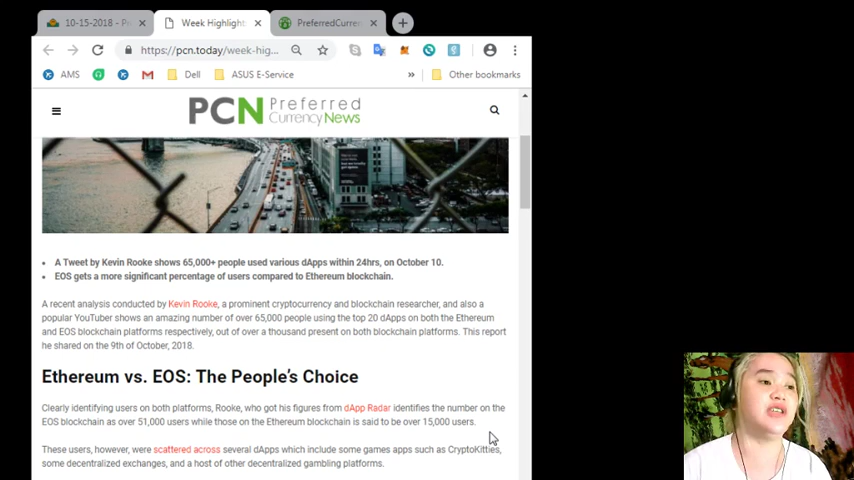 10-15-2018 - Pr
Week Highlight
PreferredCurre
https://pcn.today/week-hig...
AMS
Dell
ASUS E-Service
»
Other bookmarks
PCN Preferred
Currency News
• A Tweet by Kevin Rooke shows 65,000+ people used various dApps within 24hrs, on October 10.
• EOS gets a more significant percentage of users compared to Ethereum blockchain.
A recent analysis conducted by Kevin Rooke, a prominent cryptocurrency and blockchain researcher, and also a
popular YouTuber shows an amazing number of over 65,000 people using the top 20 dApps on both the Ethereum
and EOS blockchain platforms respectively, out of over a thousand present on both blockchain platforms. This report
he shared on the 9th of October, 2018.
Ethereum vs. EOS: The People's Choice
Clearly identifying users on both platforms, Rooke, who got his figures from dApp Radar identifies the number on the
EOS blockchain as over 51,000 users while those on the Ethereum blockchain is said to be over 15,000 users.
These users, however, were scattered across several dApps which include some games apps such as CryptoKitties,
some decentralized exchanges, and a host of other decentralized gambling platforms.